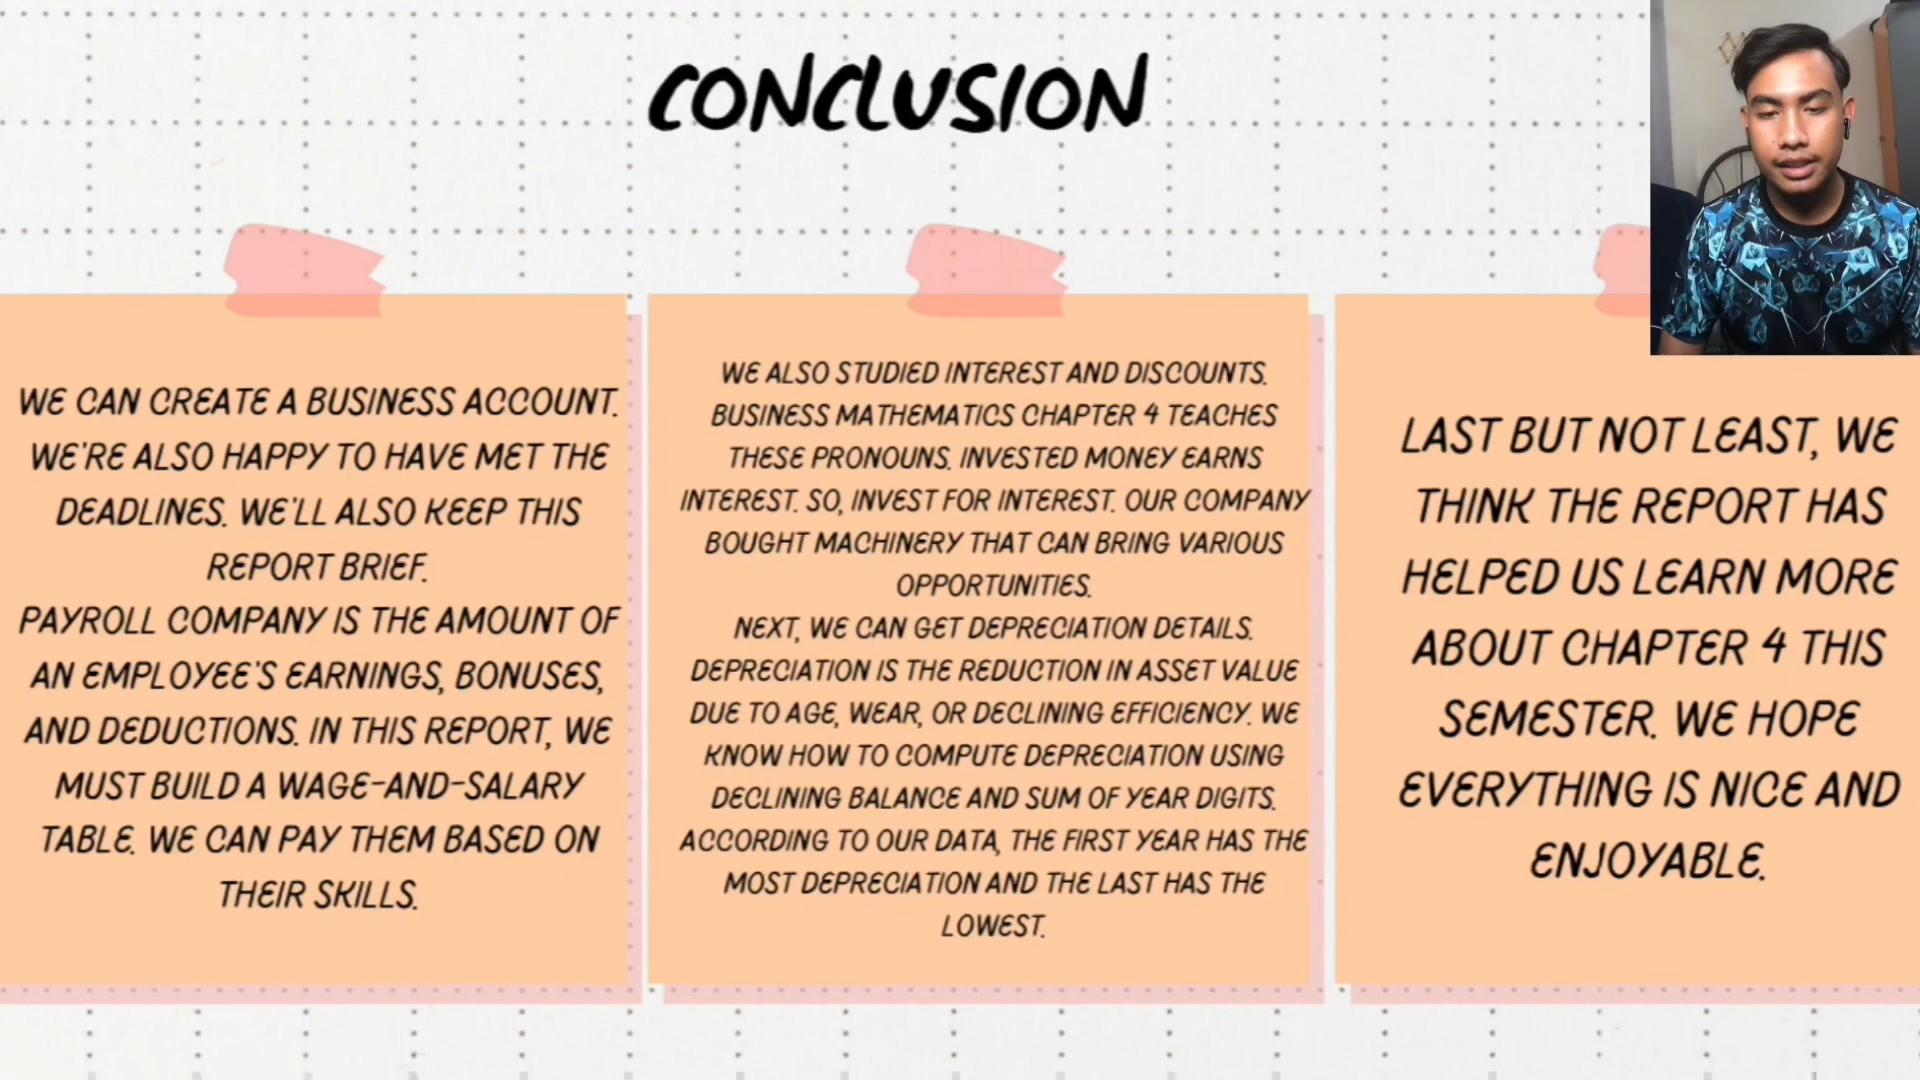 CONCLUSION
WE CAN CREATE A BUSINESS ACCOUNT.
WE'RE ALSO HAPPY TO HAVE MET THE
DEADLINES. WE'LL ALSO KEEP THIS
REPORT BRIEF.
PAYROLL COMPANY IS THE AMOUNT OF
AN EMPLOYEE'S EARNINGS, BONUSES,
AND DEDUCTIONS. IN THIS REPORT, WE
MUST BUILD A WAGE-AND-SALARY
TABLE. WE CAN PAY THEM BASED ON
THEIR SKILLS.
WE ALSO STUDIED INTEREST AND DISCOUNTS.
BUSINESS MATHEMATICS CHAPTER 4 TEACHES
THESE PRONOUNS. INVESTED MONEY EARNS
INTEREST. SO, INVEST FOR INTEREST. OUR COMPANY
BOUGHT MACHINERY THAT CAN BRING VARIOUS
OPPORTUNITIES.
NEXT, WE CAN GET DEPRECIATION DETAILS.
DEPRECIATION IS THE REDUCTION IN ASSET VALUE
DUE TO AGE, WEAR, OR DECLINING EFFICIENCY. WE
KNOW HOW TO COMPUTE DEPRECIATION USING
DECLINING BALANCE AND SUM OF YEAR DIGITS.
ACCORDING TO OUR DATA, THE FIRST YEAR HAS THE
MOST DEPRECIATION AND THE LAST HAS THE
LOWEST.
LAST BUT NOT LEAST, WE
THINK THE REPORT HAS
HELPED US LEARN MORE
ABOUT CHAPTER 4 THIS
SEMESTER. WE HOPE
EVERYTHING IS NICE AND
ENJOYABLE.